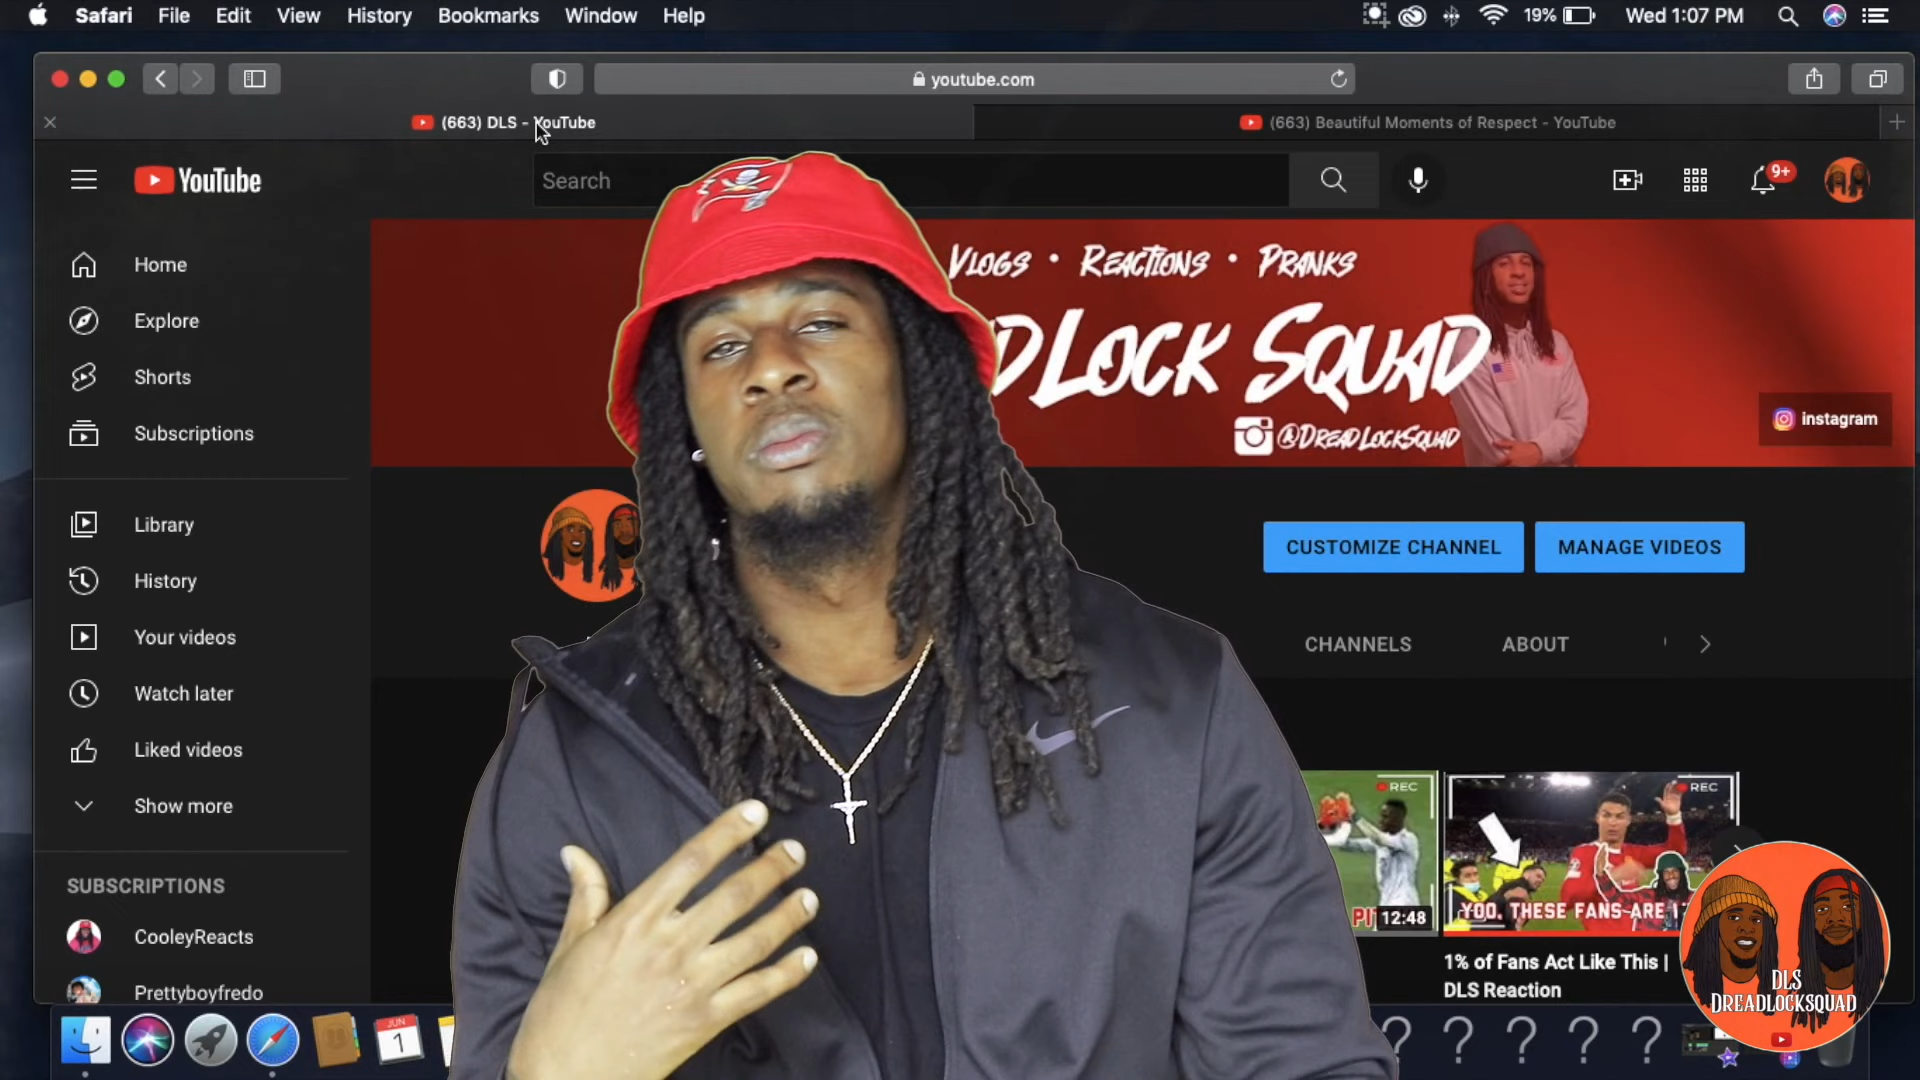 Safari File Edit View History Bookmarks Window Help
19% Wed 1:07 PM
youtube.com
(663) DLS - YouTube
(663) Beautiful Moments of Respect - YouTube
YouTube
Search
9+
Home
Explore
Shorts
Subscriptions
Library
History
Your videos
Watch later
Liked videos
Show more
SUBSCRIPTIONS
CooleyReacts
Prettyboyfredo
VLOGS • REACTIONS • PRANKS
DLOCK SQUAD
@DREADLOCKSQUAD
instagram
CUSTOMIZE CHANNEL
MANAGE VIDEOS
CHANNELS
ABOUT
REC
12:48
REC
YOO. THESE FANS ARE
1% of Fans Act Like This |
DLS Reaction
DLS
DREADLOCKSQUAD
JUN
1
? ? ? ? ?